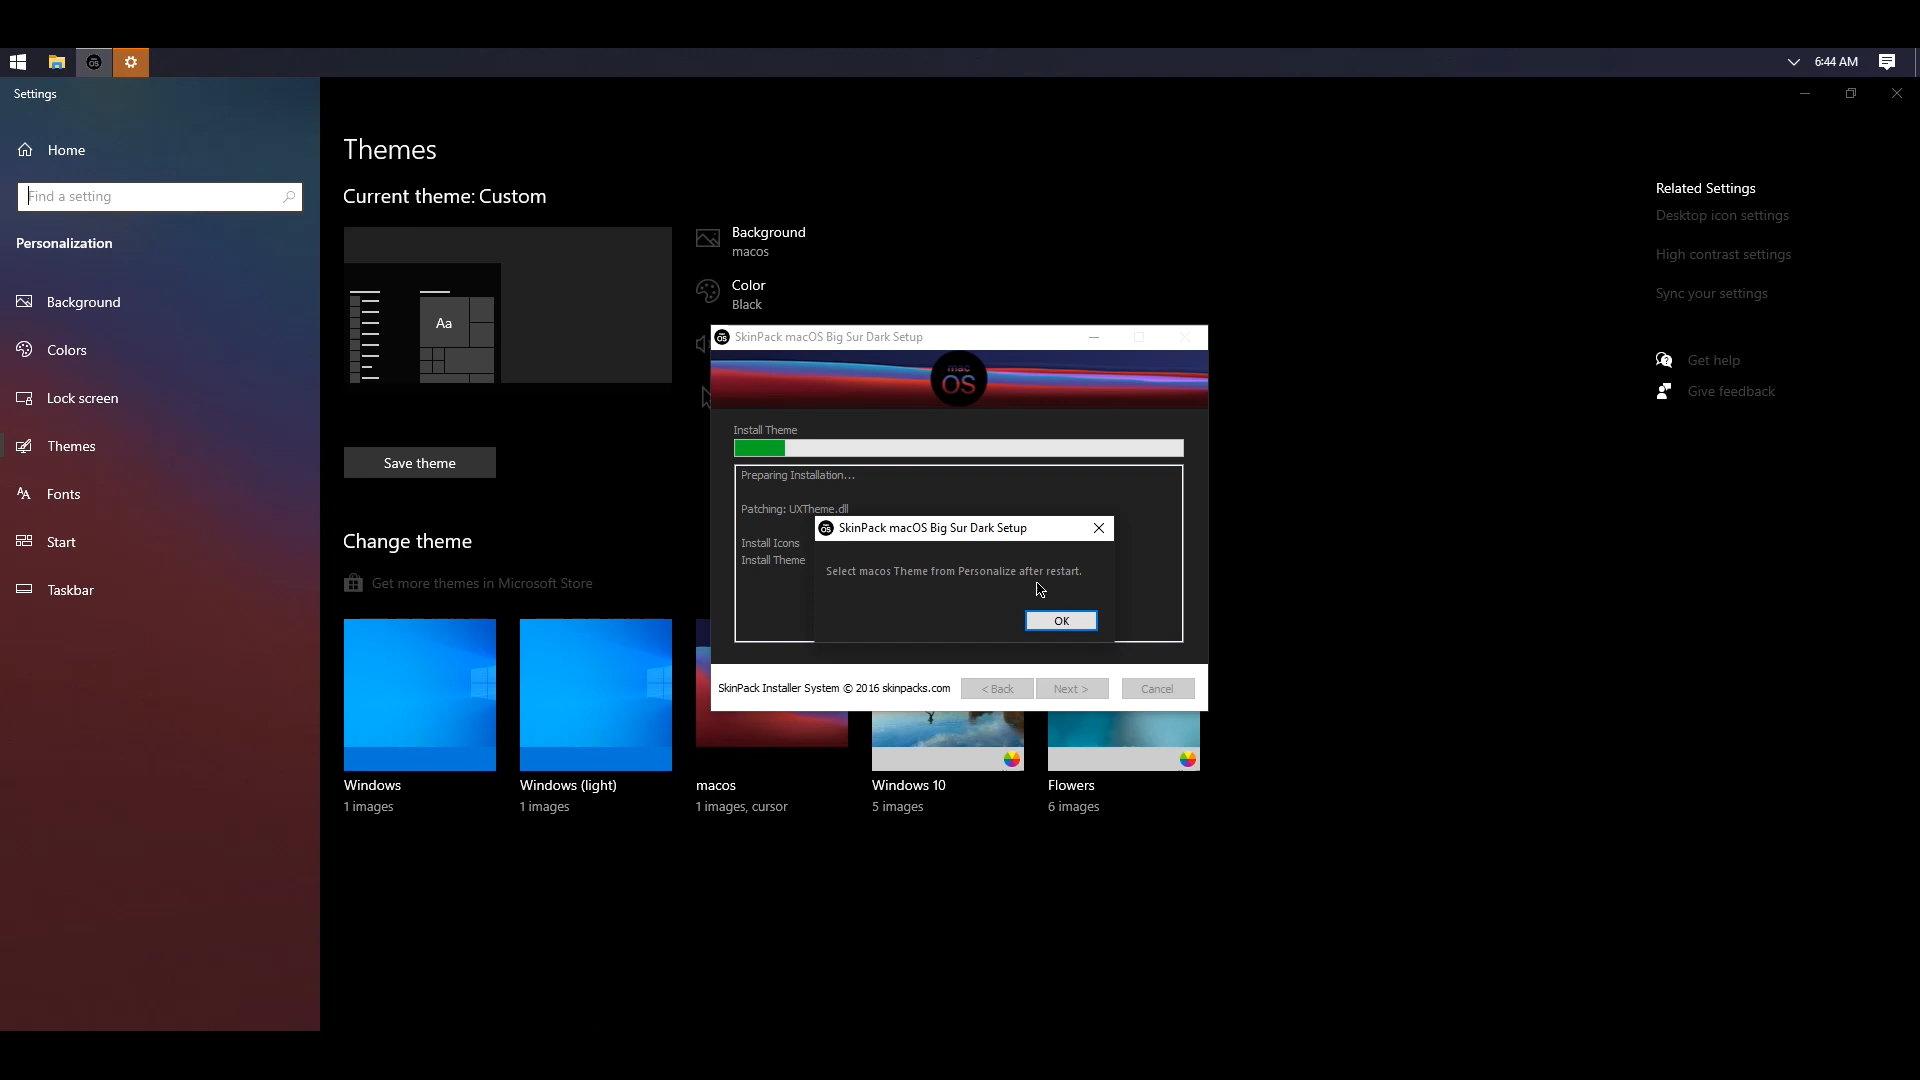 OS
6:44 AM
Settings
Home
Find a setting
Personalization
Background
Colors
Lock screen
Themes
Fonts
Start
Taskbar
Themes
Current theme: Custom
Aa
Background
macos
Color
Black
Save theme
Change theme
Get more themes in Microsoft Store
Windows
1 images
Windows (light)
1 images
macos
1 images, cursor
Windows 10
5 images
Flowers
6 images
Related Settings
Desktop icon settings
High contrast settings
Sync your settings
Get help
Give feedback
SkinPack macOS Big Sur Dark Setup
mac
OS
Install Theme
Preparing Installation...
Patching: UXTheme.dll
Install Icons
Install Theme
SkinPack macOS Big Sur Dark Setup
Select macos Theme from Personalize after restart.
OK
SkinPack Installer System © 2016 skinpacks.com
< Back
Next >
Cancel